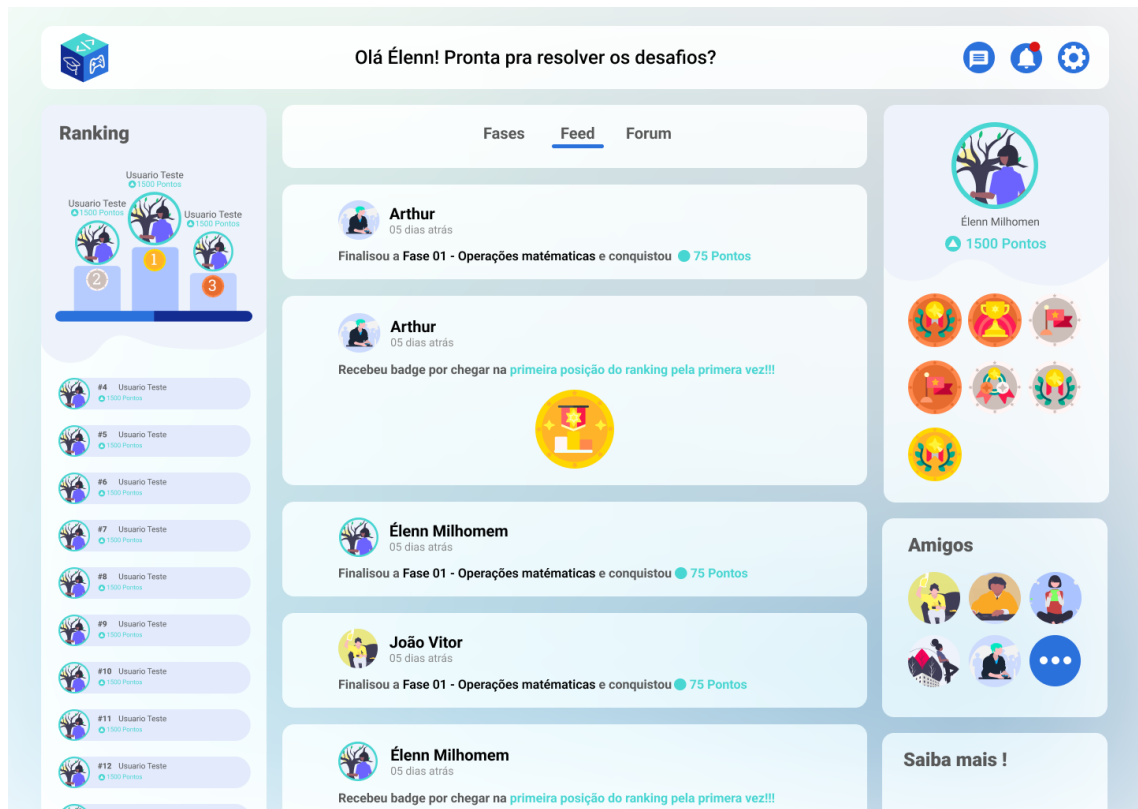 Olá Élenn! Pronta pra resolver os desafios?
Ranking
Usuario Teste
1500 Pontos
Usuario Teste
1500 Pontos
Usuario Teste
1500 Pontos
1
2
3
#4 Usuario Teste
1500 Pontos
#5 Usuario Teste
1500 Pontos
#6 Usuario Teste
1500 Pontos
#7 Usuario Teste
1500 Pontos
#8 Usuario Teste
1500 Pontos
#9 Usuario Teste
1500 Pontos
#10 Usuario Teste
1500 Pontos
#11 Usuario Teste
1500 Pontos
#12 Usuario Teste
1500 Pontos
Fases Feed Forum
Arthur
05 dias atrás
Finalisou a Fase 01 - Operações matématicas e conquistou 75 Pontos
Arthur
05 dias atrás
Recebeu badge por chegar na primeira posição do ranking pela primera vez!!!
Élenn Milhomem
05 dias atrás
Finalisou a Fase 01 - Operações matématicas e conquistou 75 Pontos
João Vitor
05 dias atrás
Finalisou a Fase 01 - Operações matématicas e conquistou 75 Pontos
Élenn Milhomem
05 dias atrás
Recebeu badge por chegar na primeira posição do ranking pela primera vez!!!
Élenn Milhomen
1500 Pontos
Amigos
Saiba mais !